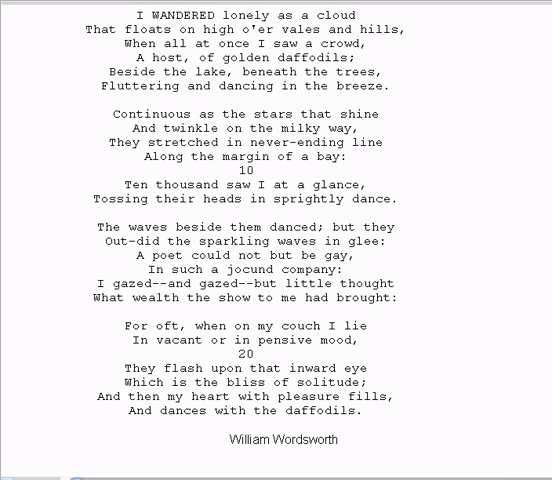 I WANDERED lonely as a cloud
That floats on high o'er vales and hills,
When all at once I saw a crowd,
A host, of golden daffodils;
Beside the lake, beneath the trees,
Fluttering and dancing in the breeze.
Continuous as the stars that shine
And twinkle on the milky way,
They stretched in never-ending line
Along the margin of a bay:
10
Ten thousand saw I at a glance,
Tossing their heads in sprightly dance.
The waves beside them danced; but they
Out-did the sparkling waves in glee:
A poet could not but be gay,
In such a jocund company:
I gazed--and gazed--but little thought
What wealth the show to me had brought:
For oft, when on my couch I lie
In vacant or in pensive mood,
20
They flash upon that inward eye
Which is the bliss of solitude;
And then my heart with pleasure fills,
And dances with the daffodils.
William Wordsworth